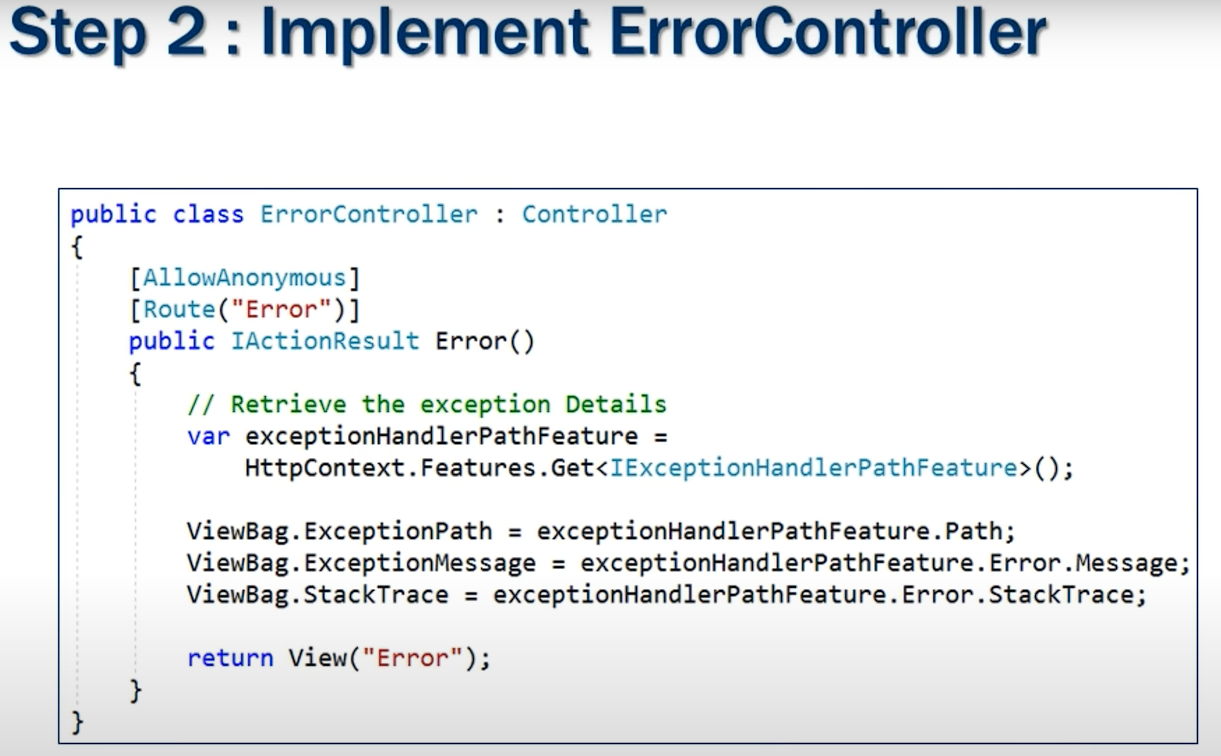 Step 2 : Implement ErrorController
public class ErrorController : Controller
{
[AllowAnonymous]
[Route("Error")]
public IActionResult Error()
{
// Retrieve the exception Details
var exceptionHandlerPathFeature =
HttpContext.Features.Get<IExceptionHandlerPathFeature>();
ViewBag.ExceptionPath = exceptionHandlerPathFeature.Path;
ViewBag.ExceptionMessage = exceptionHandlerPathFeature.Error.Message;
ViewBag.StackTrace = exceptionHandlerPathFeature.Error.StackTrace;
return View("Error");
}
}